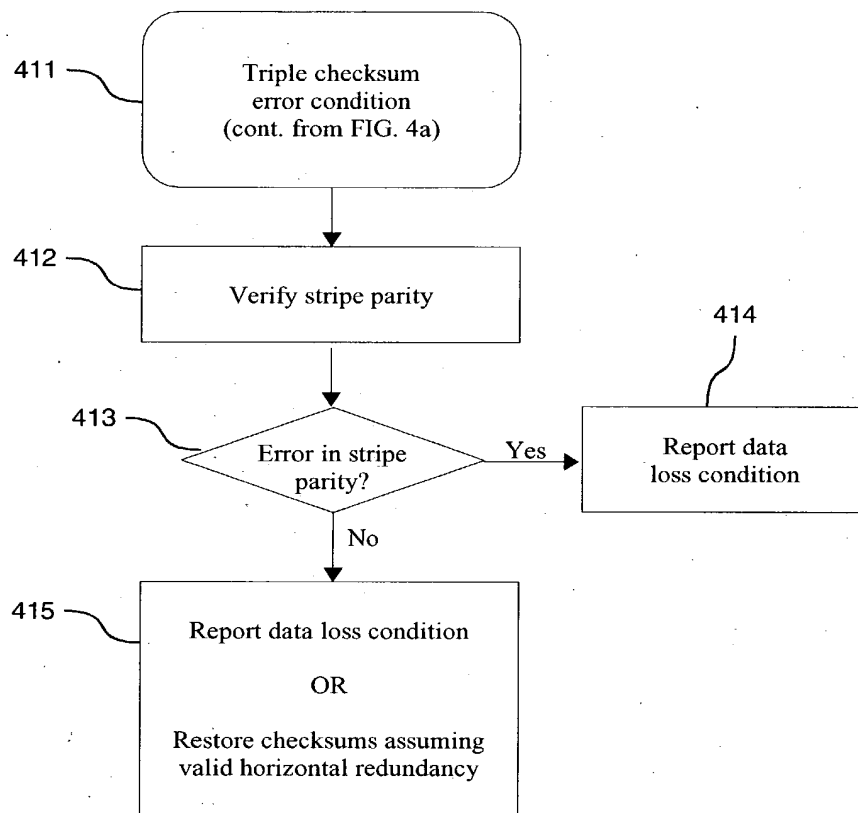 411
Triple checksum
error condition
(cont. from FIG. 4a)
412
Verify stripe parity
414
413
Error in stripe
parity?
Yes
Report data
loss condition
No
415
Report data loss condition
OR
Restore checksums assuming
valid horizontal redundancy